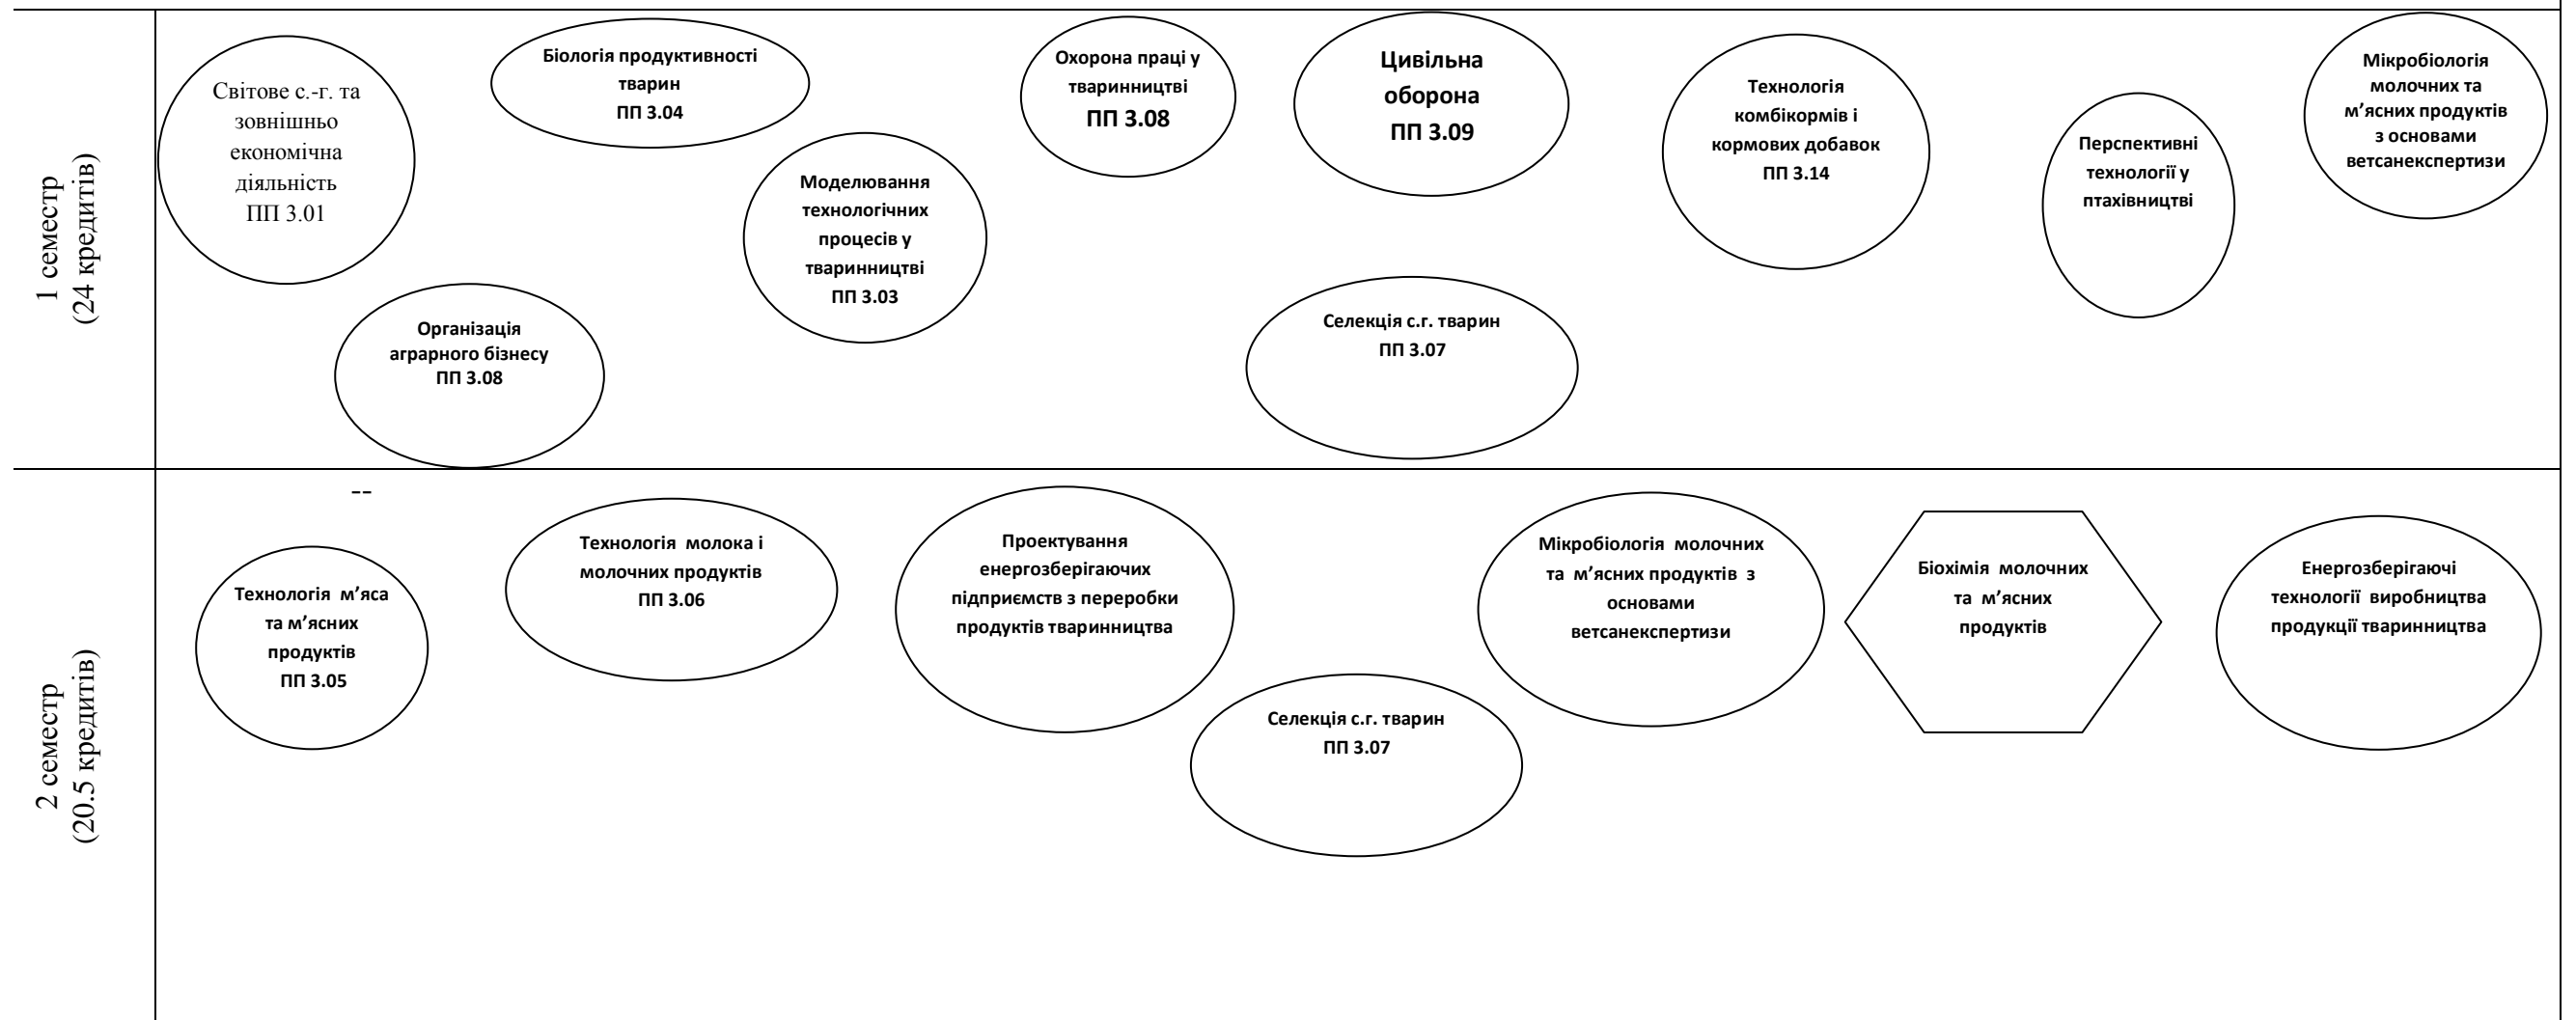 1 семестр
(24 кредитів)
Світове с.-г. та
зовнішньо
економічна
діяльність
ПП 3.01
Організація
аграрного бізнесу
ПП 3.08
Біологія продуктивності
тварин
ПП 3.04
Моделювання
технологічних
процесів у
тваринництві
ПП 3.03
Охорона праці у
тваринництві
ПП 3.08
Цивільна
оборона
ПП 3.09
Селекція с.г. тварин
ПП 3.07
Технологія
комбікормів і
кормових добавок
ПП 3.14
Перспективні
технології у
птахівництві
Мікробіологія
молочних та
м’ясних продуктів
з основами
ветсанекспертизи
2 семестр
(20.5 кредитів)
--
Технологія м’яса
та м’ясних
продуктів
ПП 3.05
Технологія молока і
молочних продуктів
ПП 3.06
Проектування
енергозберігаючих
підприємств з переробки
продуктів тваринництва
Селекція с.г. тварин
ПП 3.07
Мікробіологія молочних
та м’ясних продуктів з
основами
ветсанекспертизи
Біохімія молочних
та м’ясних
продуктів
Енергозберігаючі
технології виробництва
продукції тваринництва